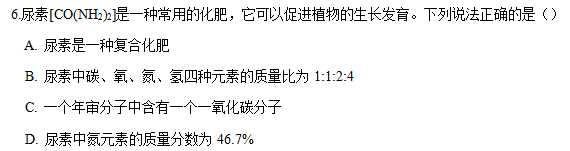 6.尿素[CO(NH₂)₂]是一种常用的化肥，它可以促进植物的生长发育。下列说法正确的是（）
A. 尿素是一种复合化肥
B. 尿素中碳、氧、氮、氢四种元素的质量比为 1:1:2:4
C. 一个年宙分子中含有一个一氧化碳分子
D. 尿素中氮元素的质量分数为 46.7%